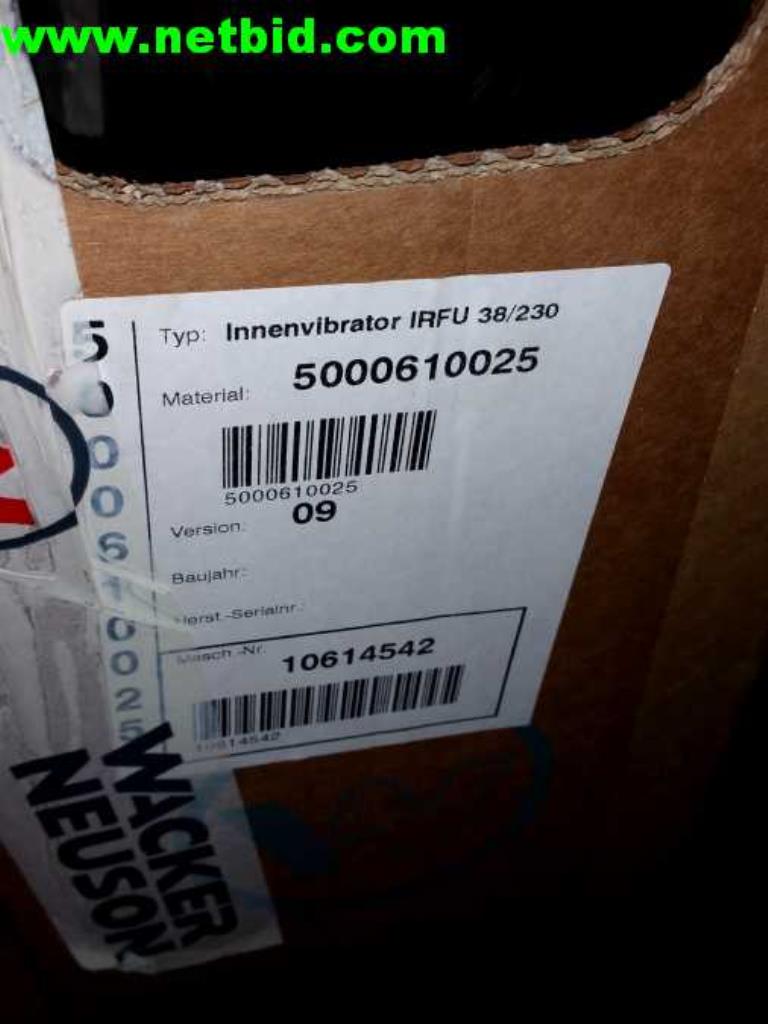 www.netbid.com
Typ: Innenvibrator IRFU 38/230
Material: 5000610025
5000610025
Version: 09
Baujahr:
Herst.-Serialnr.:
Masch.-Nr. 10614542
10614542
5000610025
WACKER
NEUSON